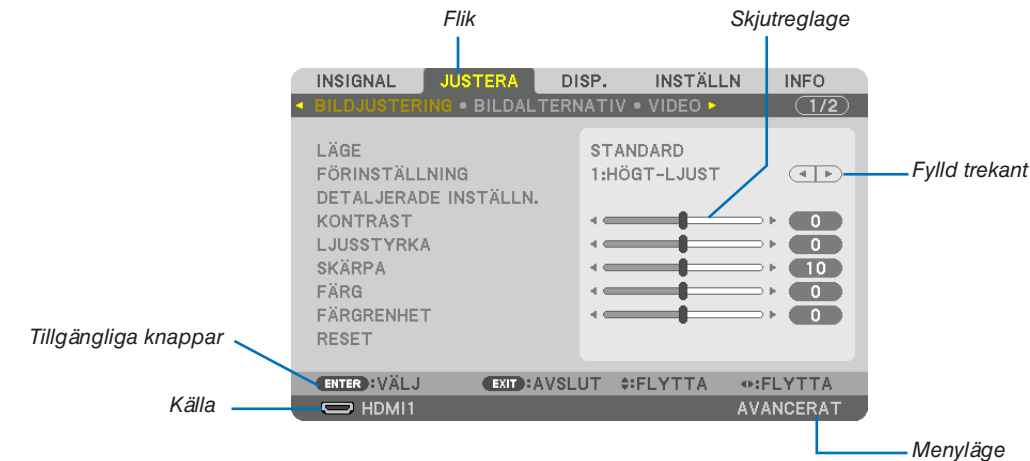 Flik
Skjutreglage
INSIGNAL JUSTERA DISP. INSTÄLLN INFO
BILDJUSTERING • BILDALTERNATIV • VIDEO 1/2
LÄGE STANDARD
FÖRINSTÄLLNING 1:HÖGT-LJUST
Fylld trekant
DETALJERADE INSTÄLLN.
KONTRAST 0
LJUSSTYRKA 0
SKÄRPA 10
FÄRG 0
FÄRGRENHET 0
RESET
Tillgängliga knappar
ENTER:VÄLJ EXIT:AVSLUT :FLYTTA :FLYTTA
Källa
HDMI1 AVANCERAT
Menyläge